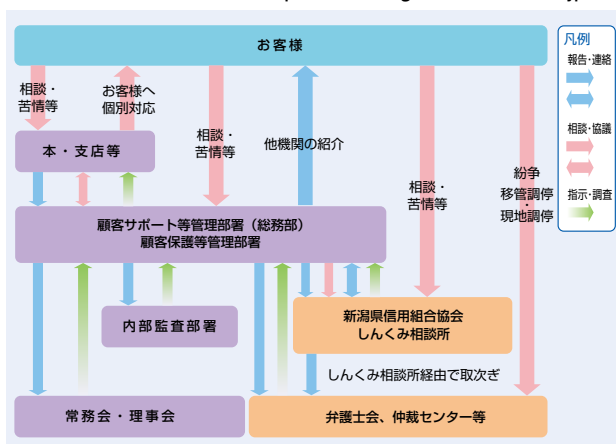 お客様
相談・
苦情等
お客様へ
個別対応
相談・
苦情等
他機関の紹介
相談・
苦情等
紛争
移管調停・
現地調停
本・支店等
顧客サポート等管理部署（総務部）
顧客保護等管理部署
内部監査部署
新潟県信用組合協会
しんくみ相談所
しんくみ相談所経由で取次ぎ
常務会・理事会
弁護士会、仲裁センター等
凡例
報告・連絡
相談・協議
指示・調査